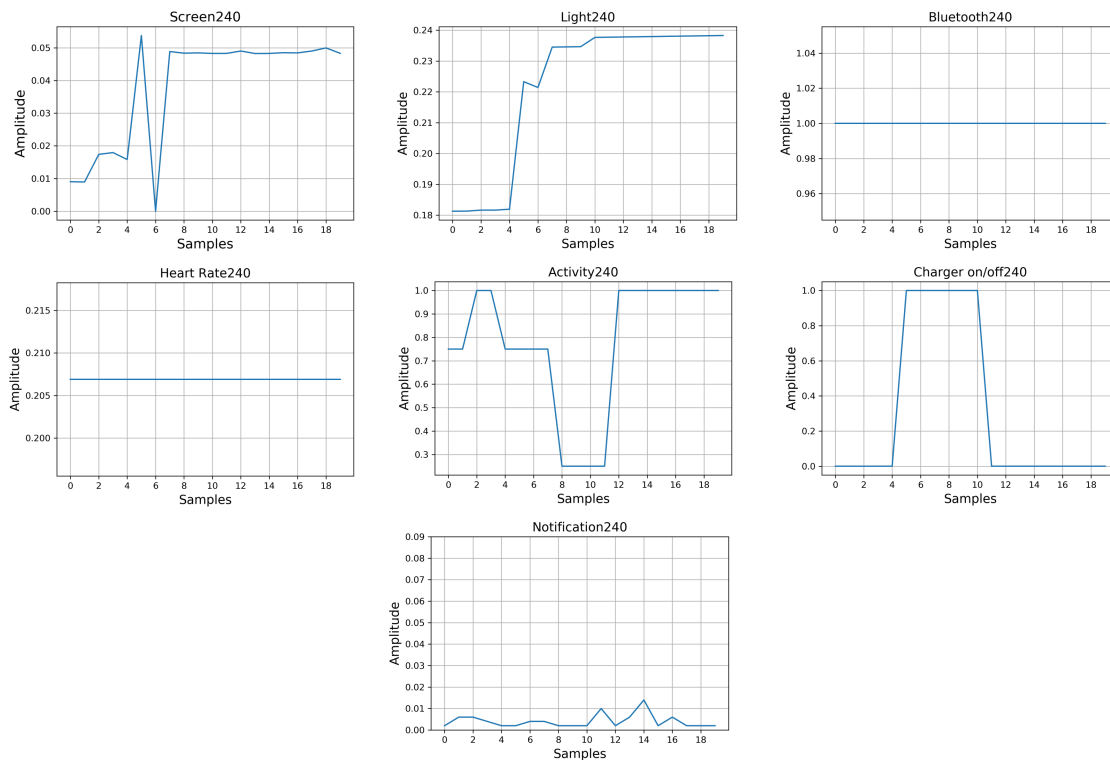 Screen240
Amplitude
0.05
0.04
0.03
0.02
0.01
0.00
0 2 4 6 8 10 12 14 16 18
Samples
Light240
Amplitude
0.24
0.23
0.22
0.21
0.20
0.19
0.18
0 2 4 6 8 10 12 14 16 18
Samples
Bluetooth240
Amplitude
1.04
1.02
1.00
0.98
0.96
0 2 4 6 8 10 12 14 16 18
Samples
Heart Rate240
Amplitude
0.215
0.210
0.205
0.200
0 2 4 6 8 10 12 14 16 18
Samples
Activity240
Amplitude
1.0
0.9
0.8
0.7
0.6
0.5
0.4
0.3
0 2 4 6 8 10 12 14 16 18
Samples
Charger on/off240
Amplitude
1.0
0.8
0.6
0.4
0.2
0.0
0 2 4 6 8 10 12 14 16 18
Samples
Notification240
Amplitude
0.09
0.08
0.07
0.06
0.05
0.04
0.03
0.02
0.01
0.00
0 2 4 6 8 10 12 14 16 18
Samples